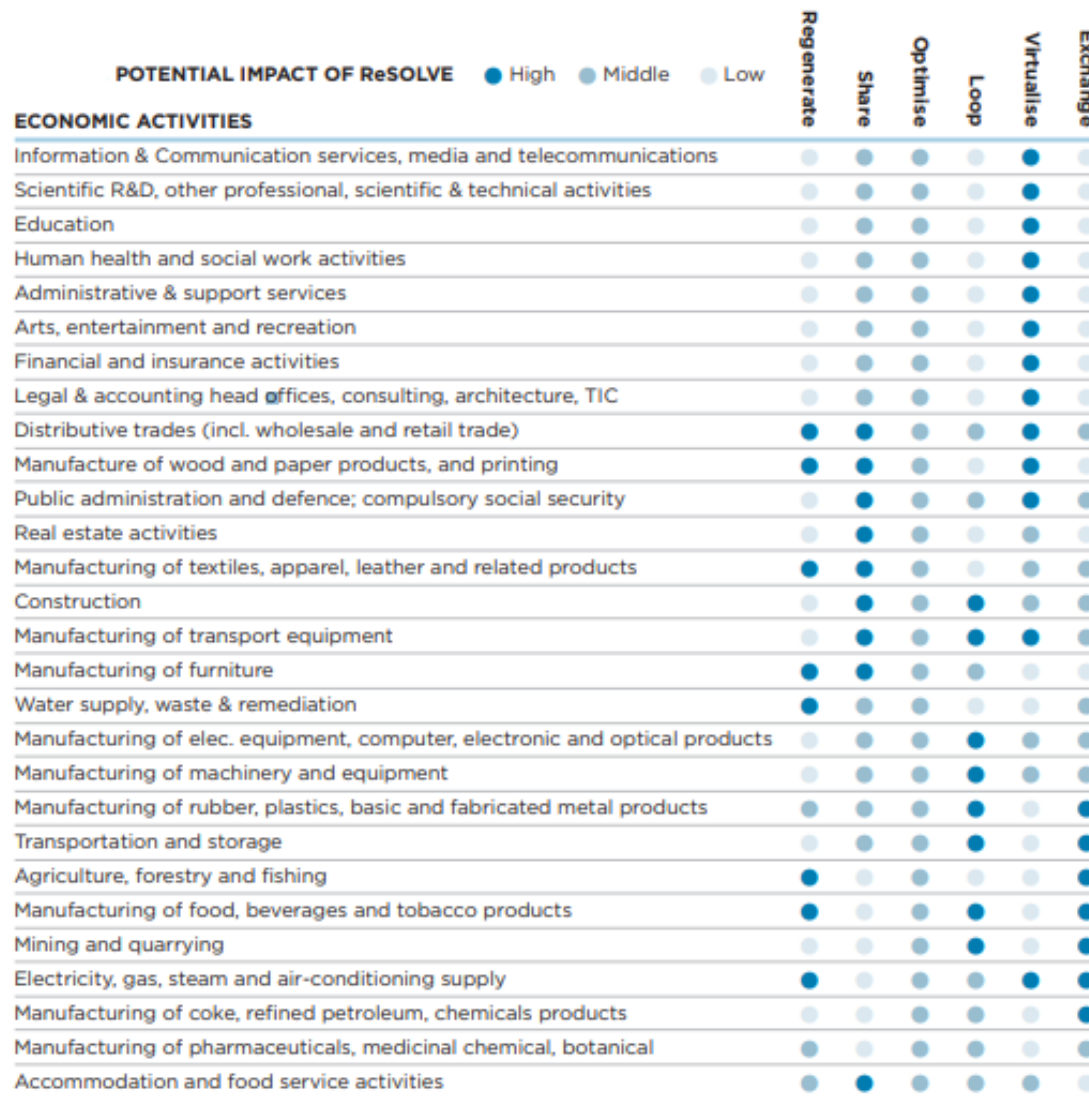 POTENTIAL IMPACT OF ReSOLVE High Middle Low
Regenerate
Share
Optimise
Loop
Virtualise
Exchange
ECONOMIC ACTIVITIES
Information & Communication services, media and telecommunications
Scientific R&D, other professional, scientific & technical activities
Education
Human health and social work activities
Administrative & support services
Arts, entertainment and recreation
Financial and insurance activities
Legal & accounting head offices, consulting, architecture, TIC
Distributive trades (incl. wholesale and retail trade)
Manufacture of wood and paper products, and printing
Public administration and defence; compulsory social security
Real estate activities
Manufacturing of textiles, apparel, leather and related products
Construction
Manufacturing of transport equipment
Manufacturing of furniture
Water supply, waste & remediation
Manufacturing of elec. equipment, computer, electronic and optical products
Manufacturing of machinery and equipment
Manufacturing of rubber, plastics, basic and fabricated metal products
Transportation and storage
Agriculture, forestry and fishing
Manufacturing of food, beverages and tobacco products
Mining and quarrying
Electricity, gas, steam and air-conditioning supply
Manufacturing of coke, refined petroleum, chemicals products
Manufacturing of pharmaceuticals, medicinal chemical, botanical
Accommodation and food service activities